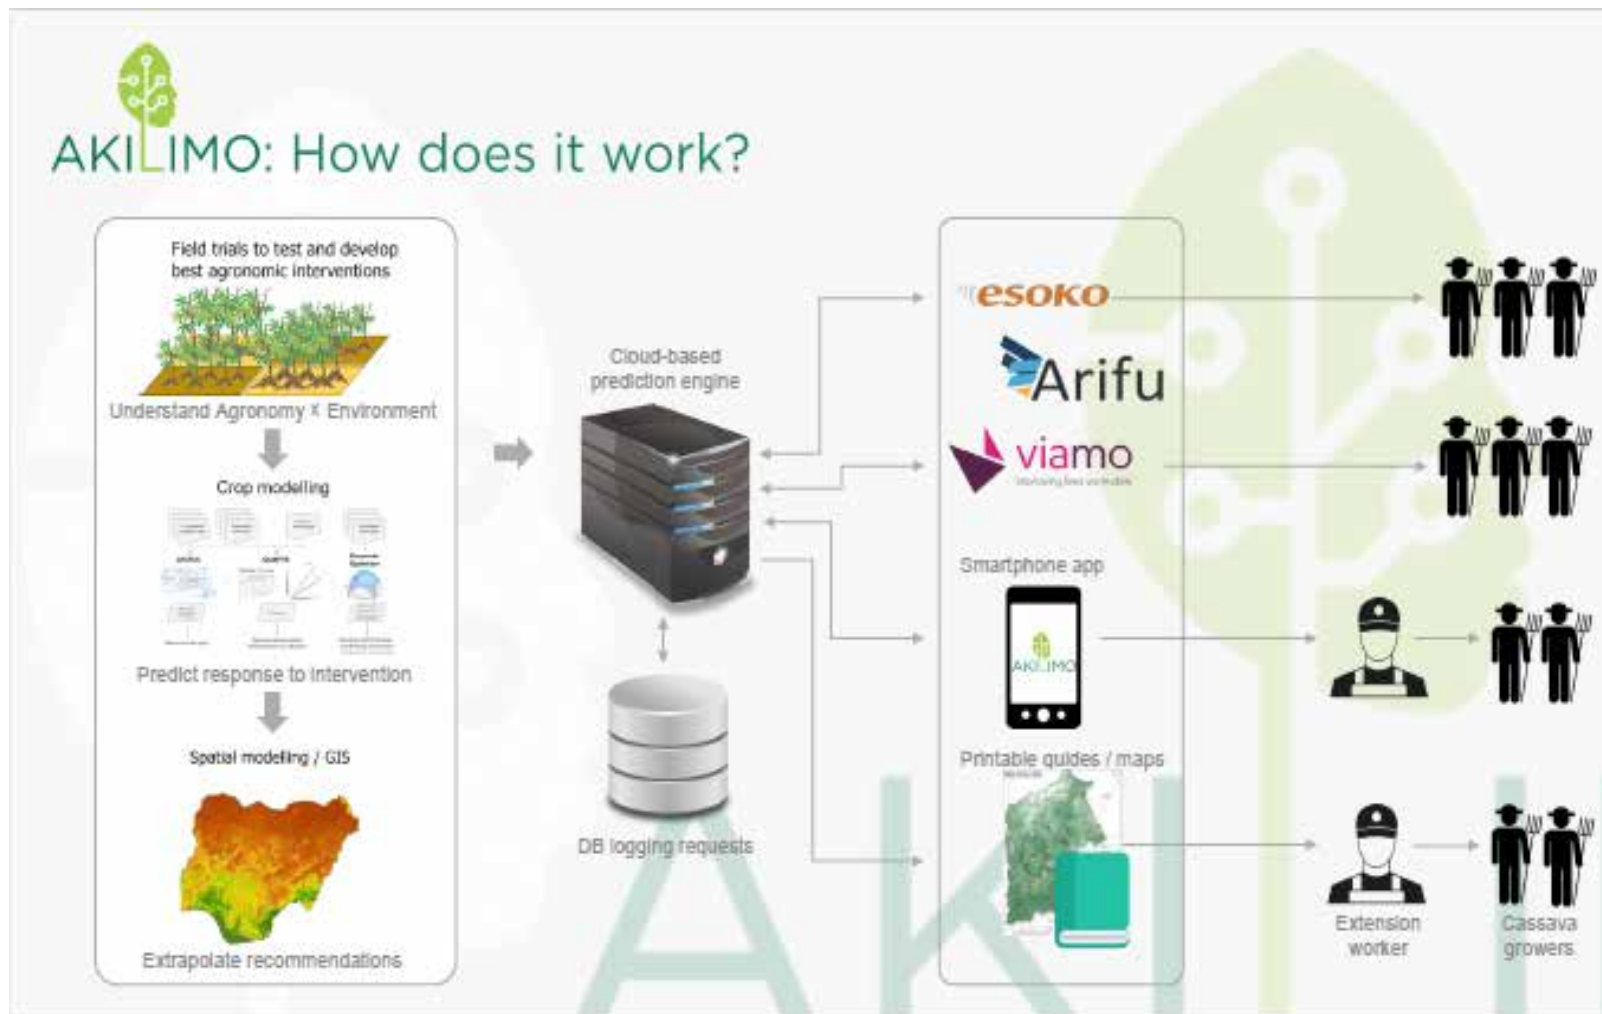 AKILIMO: How does it work?
Field trials to test and develop
best agronomic interventions
Understand Agronomy x Environment
Crop modelling
Predict response to intervention
Spatial modelling / GIS
Extrapolate recommendations
Cloud-based
prediction engine
DB logging requests
esoko
Arifu
viamo
Smartphone app
AKILIMO
Printable guides / maps
Extension
worker
Cassava
growers
AKILI